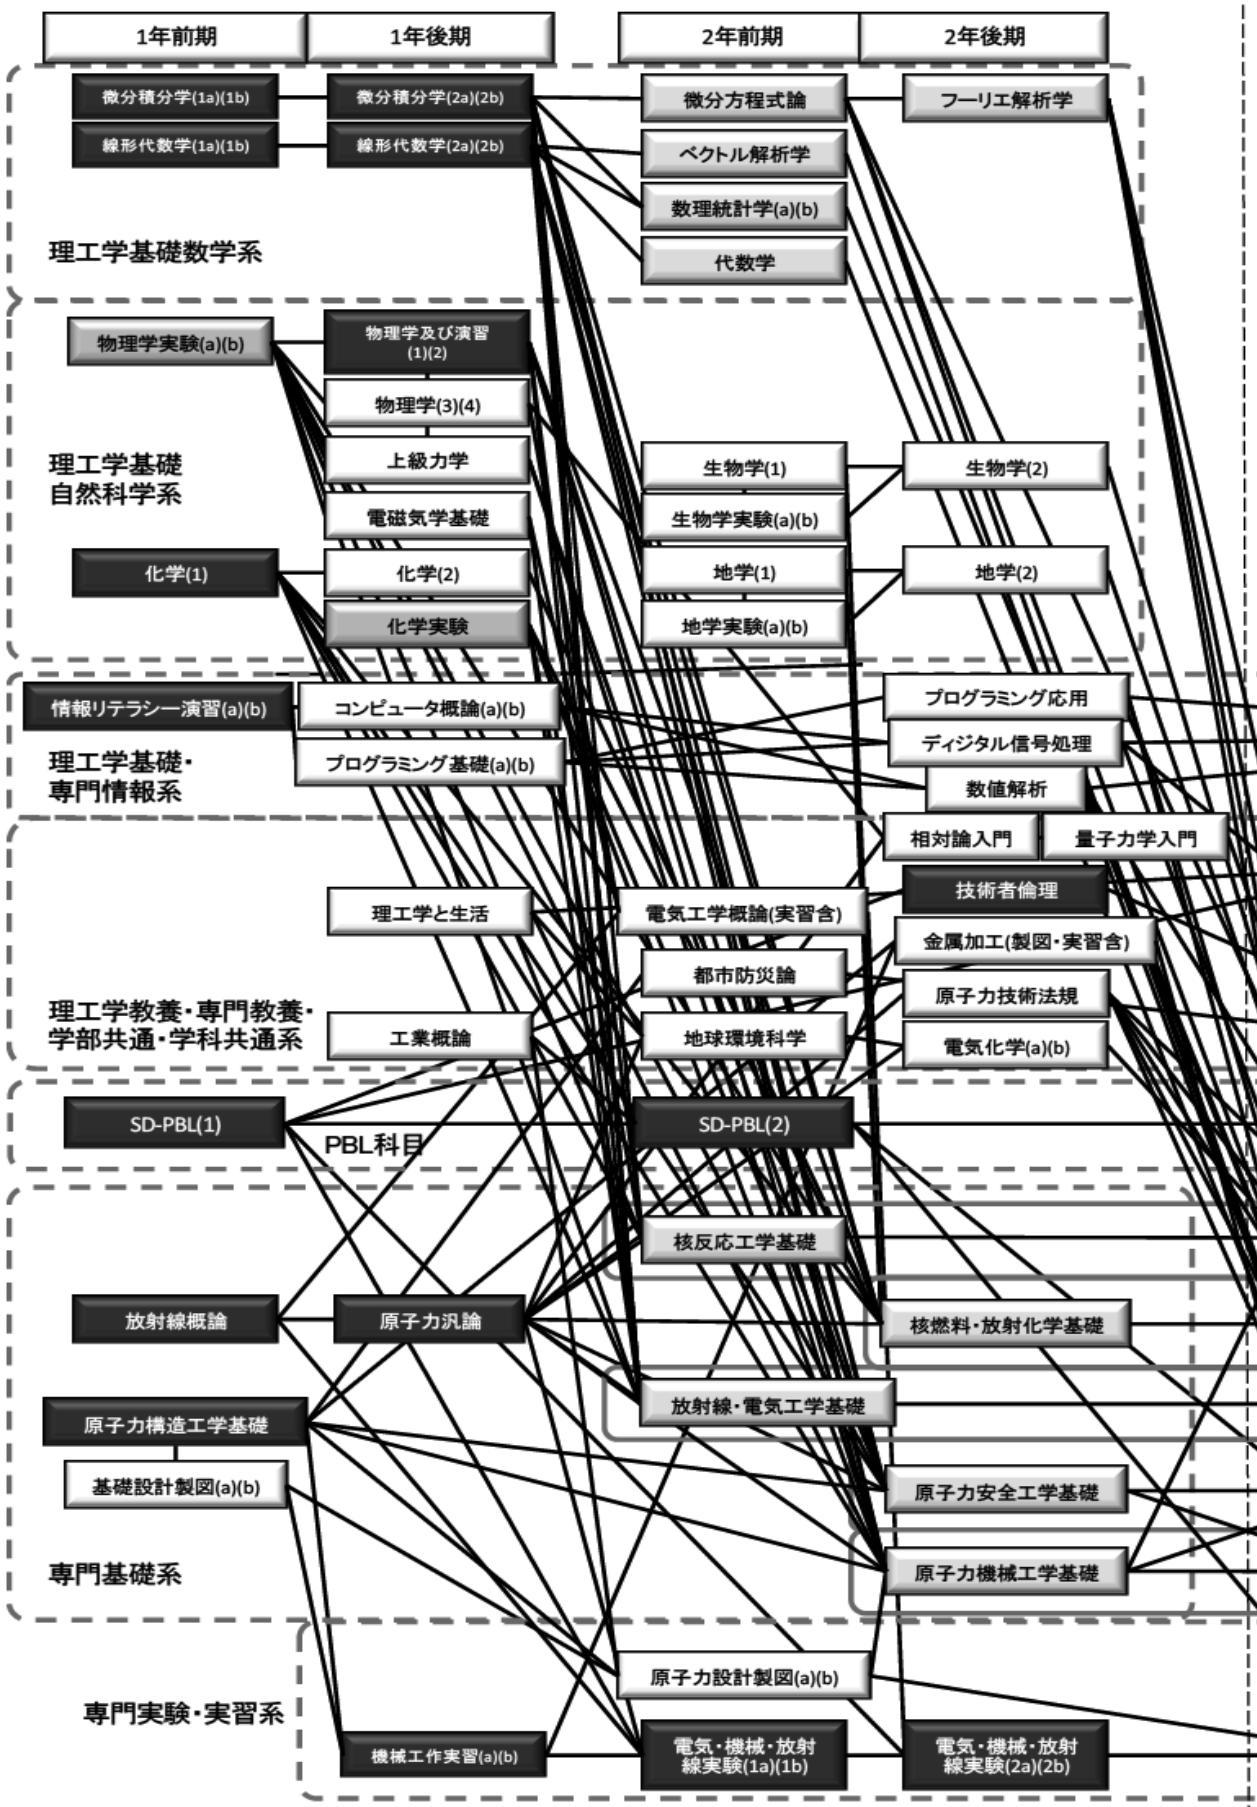 1年前期
1年後期
2年前期
2年後期
微分積分学(1a)(1b)
微分積分学(2a)(2b)
微分方程式論
フーリエ解析学
線形代数学(1a)(1b)
線形代数学(2a)(2b)
ベクトル解析学
数理統計学(a)(b)
代数学
理工学基礎数学系
物理学実験(a)(b)
物理学及び演習
(1)(2)
物理学(3)(4)
上級力学
電磁気学基礎
理工学基礎
自然科学系
生物学(1)
生物学(2)
生物学実験(a)(b)
化学(1)
化学(2)
化学実験
地学(1)
地学(2)
地学実験(a)(b)
情報リテラシー演習(a)(b)
コンピュータ概論(a)(b)
プログラミング基礎(a)(b)
プログラミング応用
ディジタル信号処理
数値解析
理工学基礎・
専門情報系
相対論入門
量子力学入門
技術者倫理
理工学と生活
電気工学概論(実習含)
金属加工(製図・実習含)
都市防災論
原子力技術法規
工業概論
地球環境科学
電気化学(a)(b)
理工学教養・専門教養・
学部共通・学科共通系
SD-PBL(1)
PBL科目
SD-PBL(2)
核反応工学基礎
放射線概論
原子力汎論
核燃料・放射化学基礎
原子力構造工学基礎
放射線・電気工学基礎
基礎設計製図(a)(b)
原子力安全工学基礎
原子力機械工学基礎
専門基礎系
原子力設計製図(a)(b)
専門実験・実習系
機械工作実習(a)(b)
電気・機械・放射
線実験(1a)(1b)
電気・機械・放射
線実験(2a)(2b)